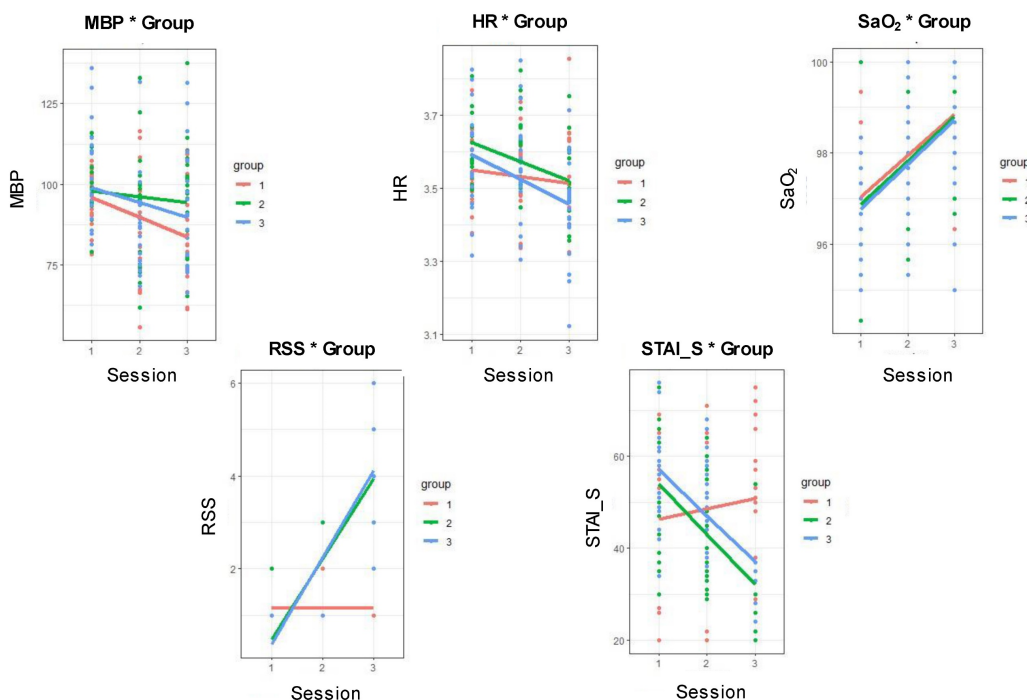 MBP * Group
HR * Group
SaO₂ * Group
MBP
125
100
75
1
2
3
Session
group
1
2
3
HR
3.7
3.5
3.3
3.1
1
2
3
Session
group
1
2
3
SaO₂
100
98
96
1
2
3
Session
group
1
2
3
RSS * Group
STAI_S * Group
RSS
6
4
2
1
2
3
Session
group
1
2
3
STAI_S
60
40
20
1
2
3
Session
group
1
2
3